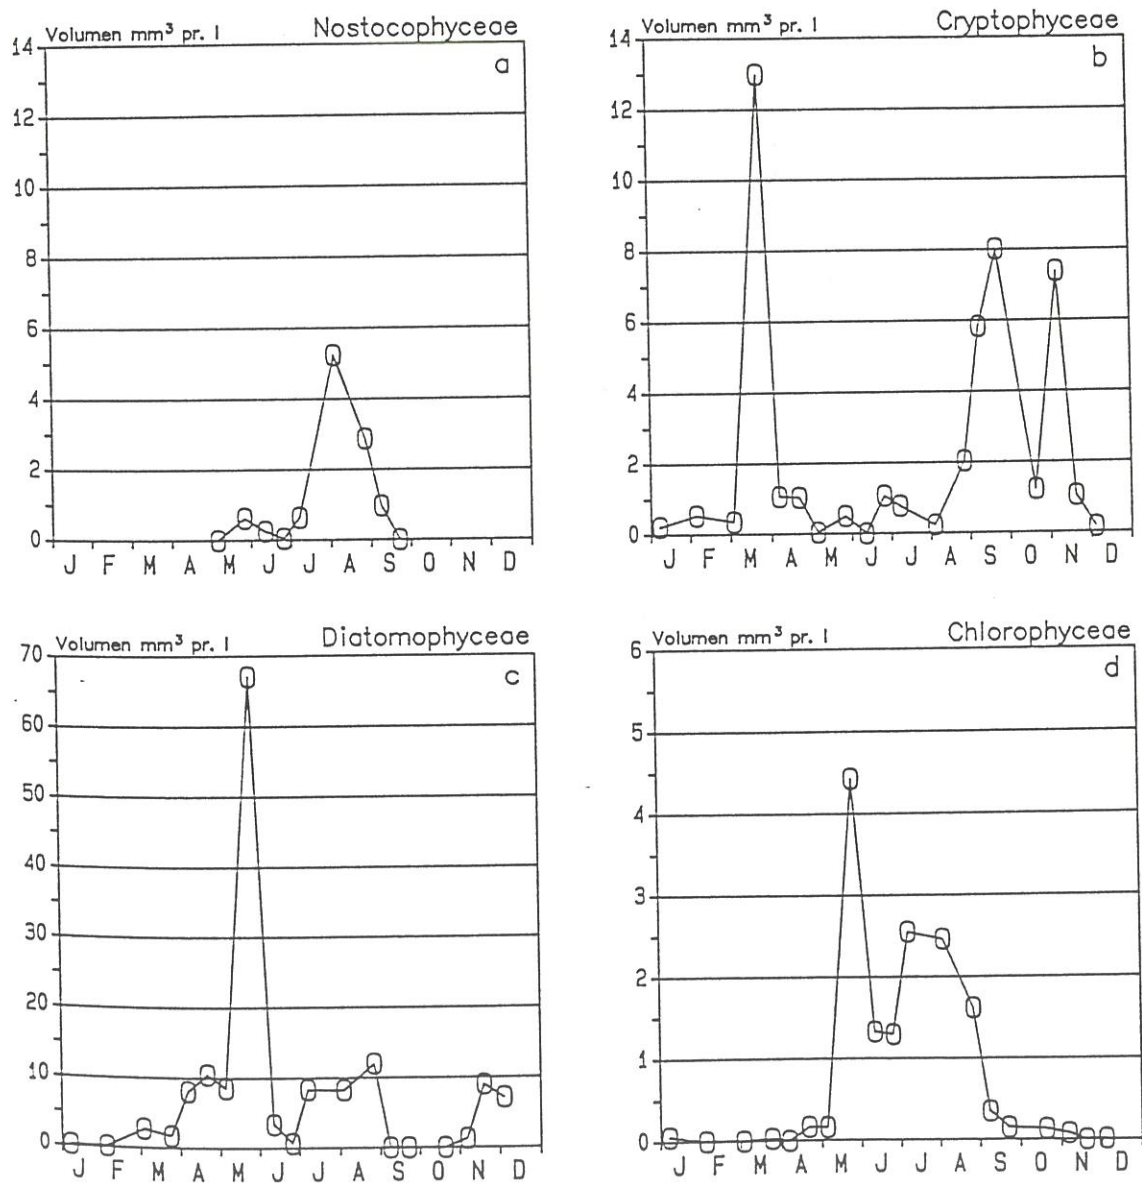 Volumen mm³ pr. l Nostocophyceae
a
14
12
10
8
6
4
2
0
J F M A M J J A S O N D
Volumen mm³ pr. l Cryptophyceae
b
14
12
10
8
6
4
2
0
J F M A M J J A S O N D
Volumen mm³ pr. l Diatomophyceae
c
70
60
50
40
30
20
10
0
J F M A M J J A S O N D
Volumen mm³ pr. l Chlorophyceae
d
6
5
4
3
2
1
0
J F M A M J J A S O N D